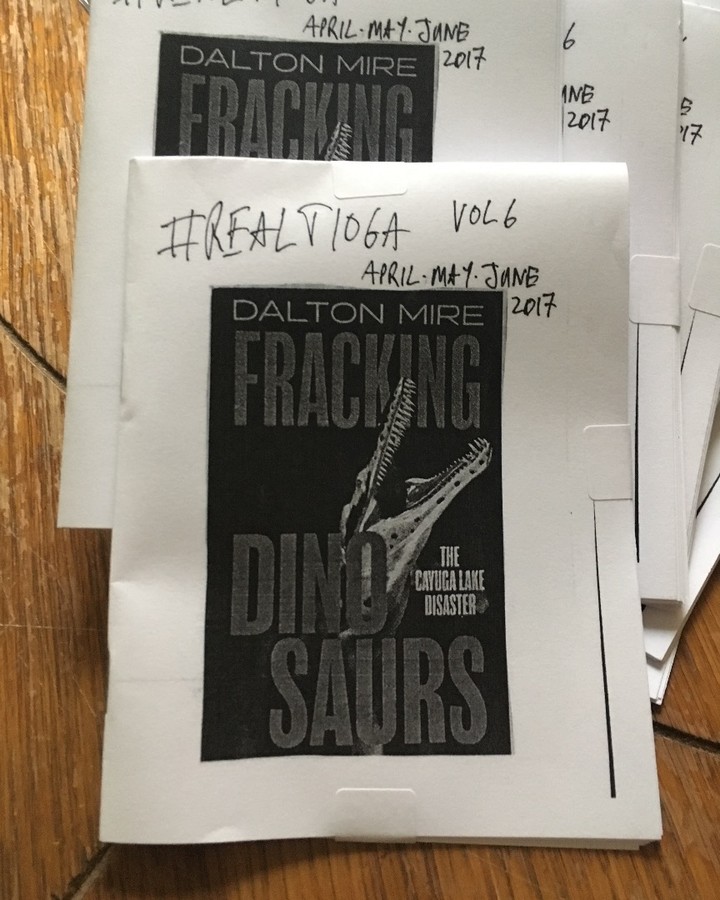 APRIL·MAY·JUNE
2017
DALTON MIRE
FRACKING
6
2017
#REALTIOGA VOL 6
APRIL·MAY·JUNE
2017
DALTON MIRE
FRACKING
DINO
SAURS
THE
CAYUGA LAKE
DISASTER